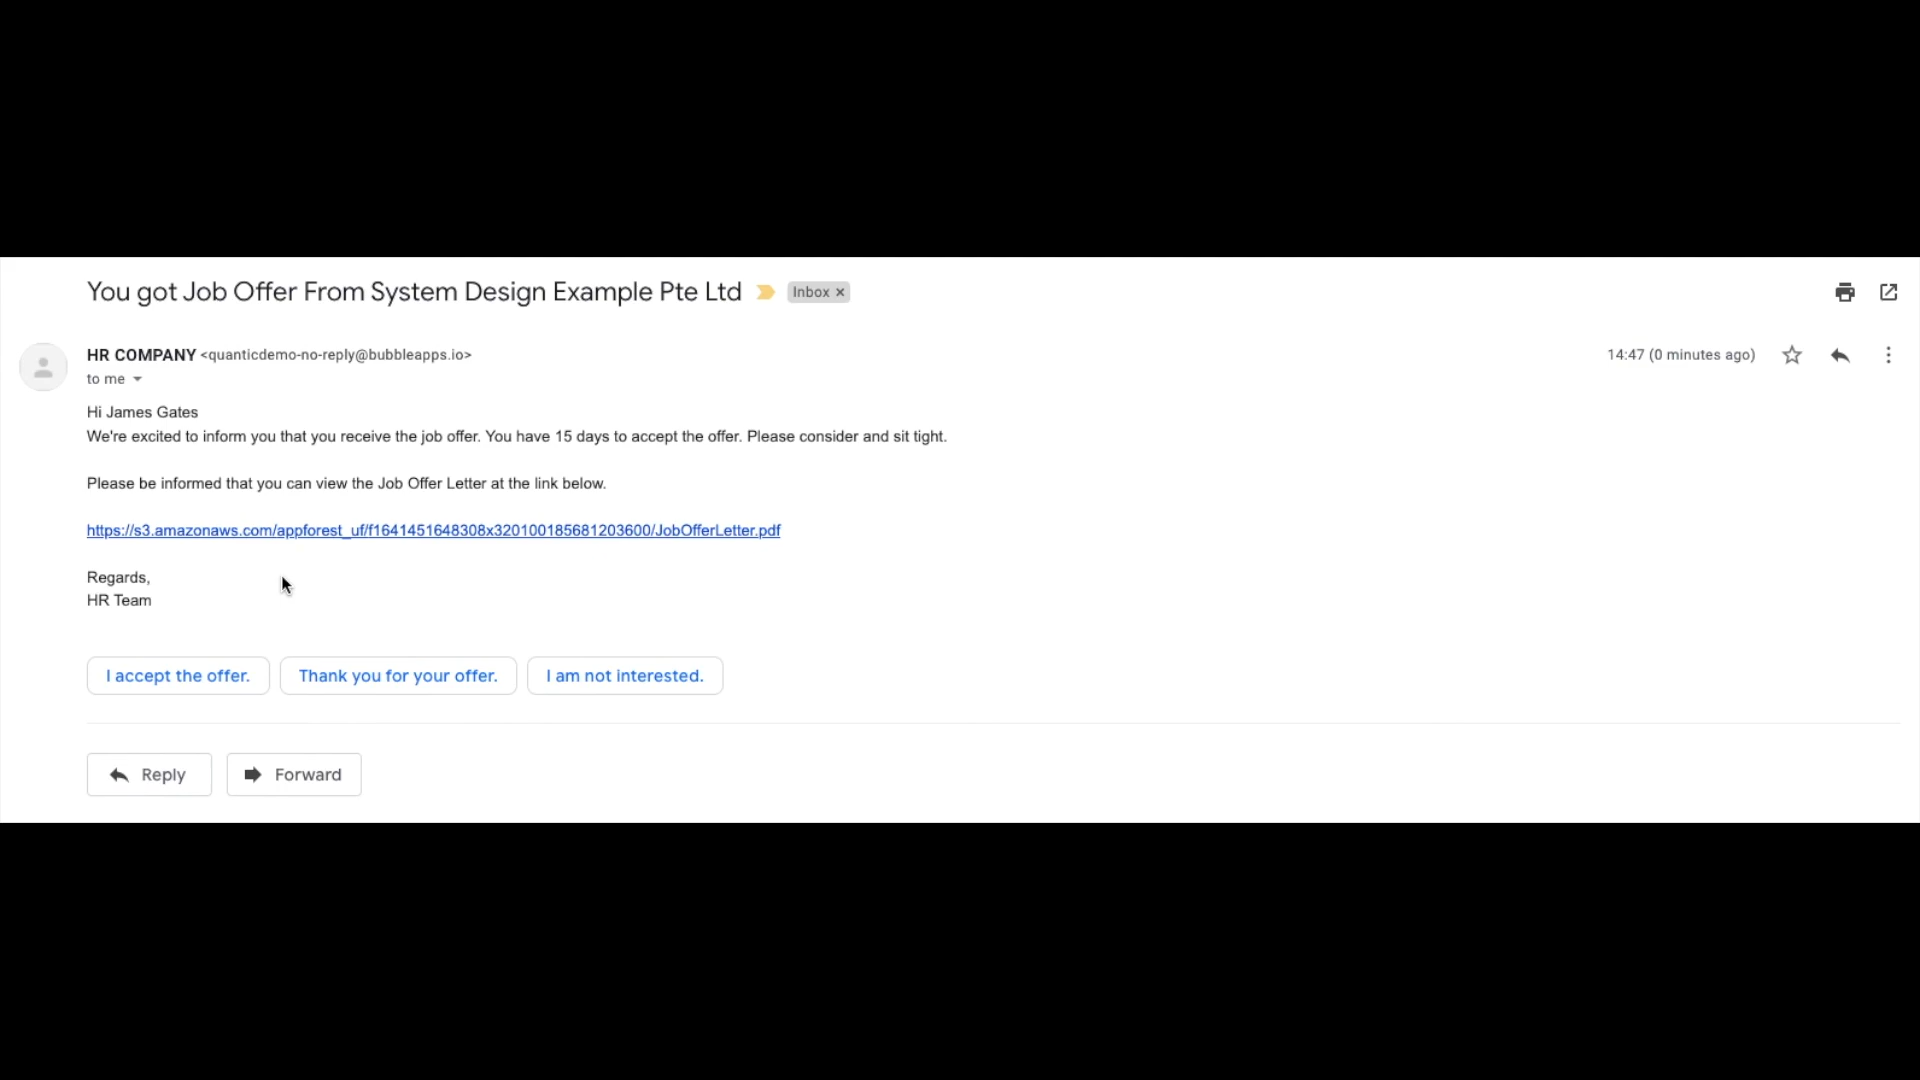 You got Job Offer From System Design Example Pte Ltd Inbox ×
HR COMPANY <quanticdemo-no-reply@bubbleapps.io> 14:47 (0 minutes ago)
to me
Hi James Gates
We're excited to inform you that you receive the job offer. You have 15 days to accept the offer. Please consider and sit tight.
Please be informed that you can view the Job Offer Letter at the link below.
https://s3.amazonaws.com/appforest_uf/f1641451648308x320100185681203600/JobOfferLetter.pdf
Regards,
HR Team
I accept the offer. Thank you for your offer. I am not interested.
Reply Forward